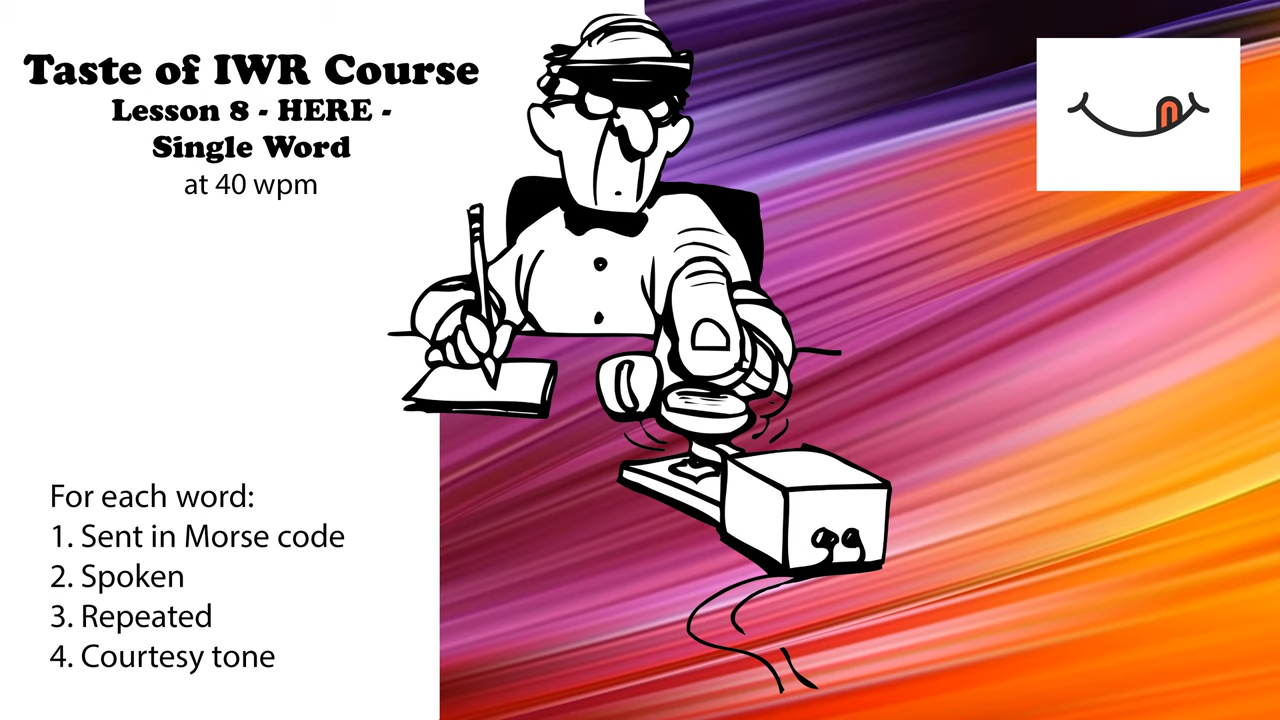 Taste of IWR Course
Lesson 8 - HERE -
Single Word
at 40 wpm
For each word:
1. Sent in Morse code
2. Spoken
3. Repeated
4. Courtesy tone